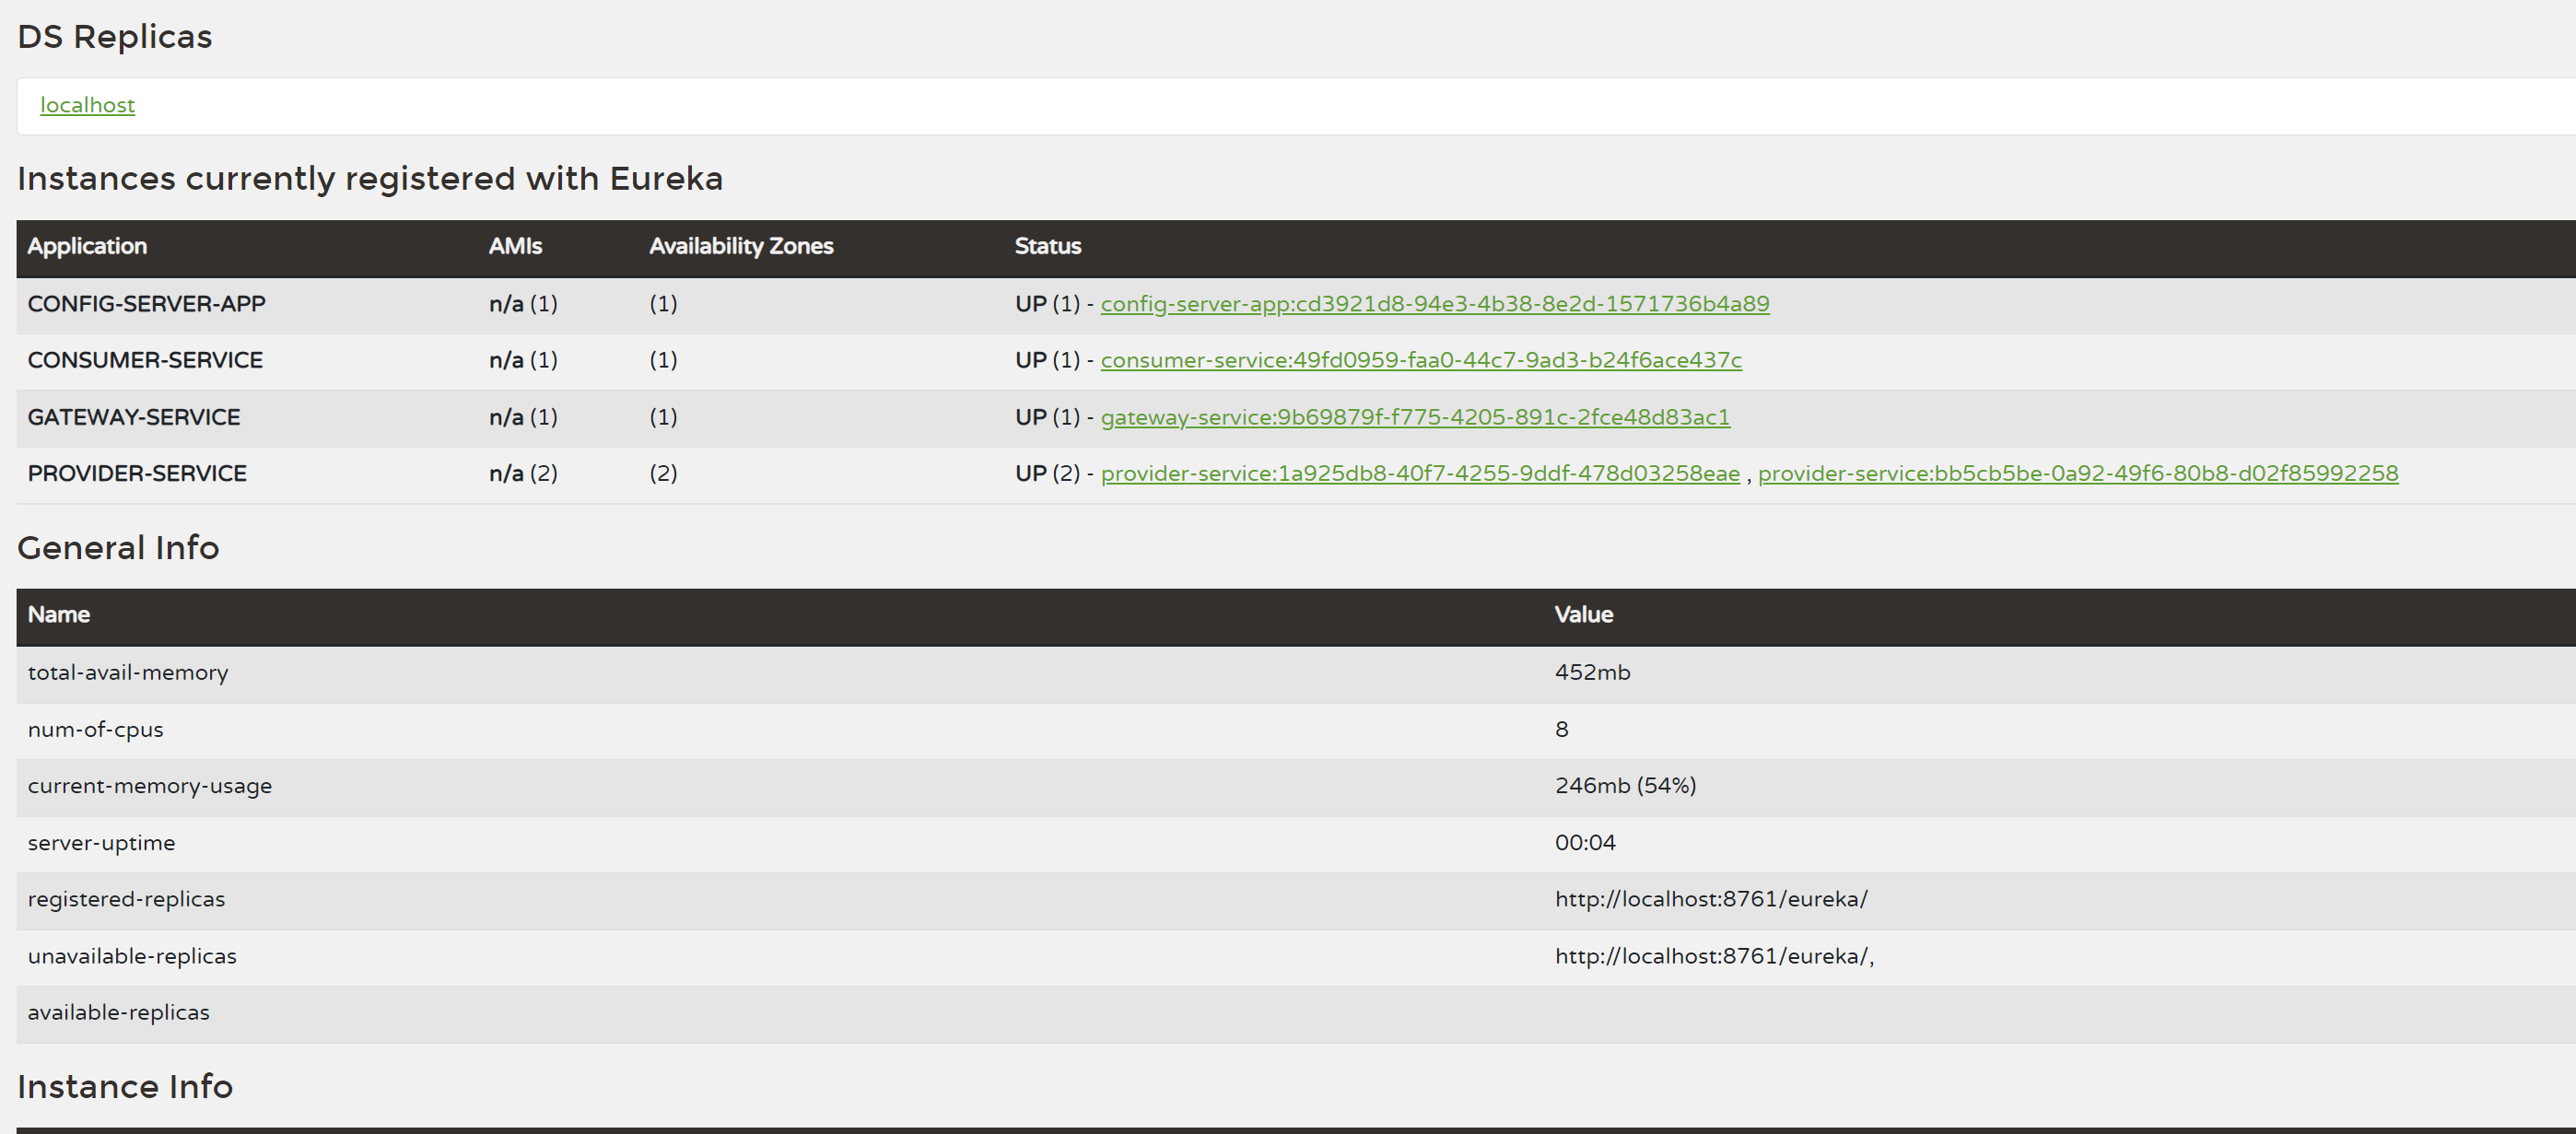 DS Replicas
localhost
Instances currently registered with Eureka
Application AMIs Availability Zones Status
CONFIG-SERVER-APP n/a (1) (1) UP (1) - config-server-app:cd3921d8-94e3-4b38-8e2d-1571736b4a89
CONSUMER-SERVICE n/a (1) (1) UP (1) - consumer-service:49fd0959-faa0-44c7-9ad3-b24f6ace437c
GATEWAY-SERVICE n/a (1) (1) UP (1) - gateway-service:9b69879f-f775-4205-891c-2fce48d83ac1
PROVIDER-SERVICE n/a (2) (2) UP (2) - provider-service:1a925db8-40f7-4255-9ddf-478d03258eae , provider-service:bb5cb5be-0a92-49f6-80b8-d02f85992258
General Info
Name Value
total-avail-memory 452mb
num-of-cpus 8
current-memory-usage 246mb (54%)
server-uptime 00:04
registered-replicas http://localhost:8761/eureka/
unavailable-replicas http://localhost:8761/eureka/,
available-replicas
Instance Info